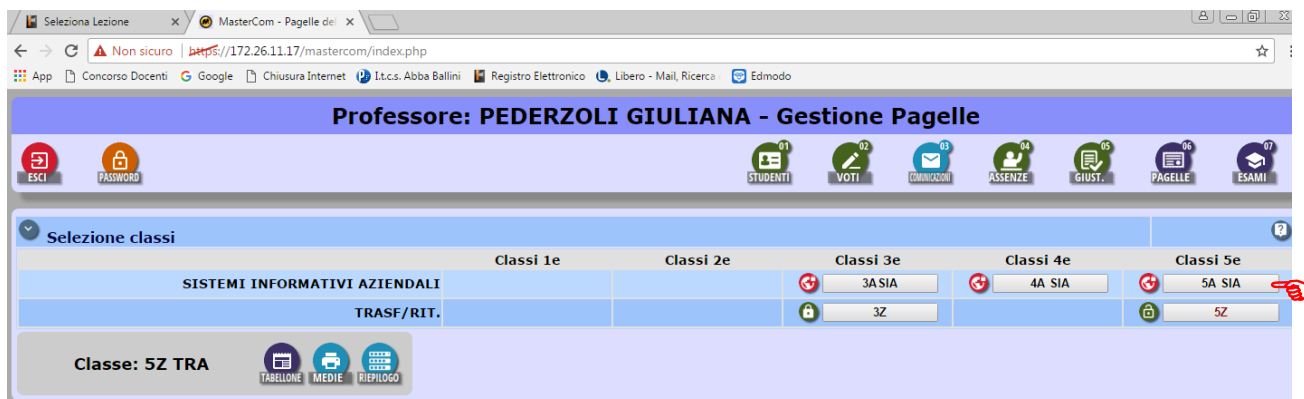 Seleziona Lezione MasterCom - Pagelle del
Non sicuro https://172.26.11.17/mastercom/index.php
App Concorso Docenti Google Chiusura Internet I.t.c.s. Abba Ballini Registro Elettronico Libero - Mail, Ricerca Edmodo
Professore: PEDERZOLI GIULIANA - Gestione Pagelle
01 02 03 04 05 06 07
ESCI PASSWORD STUDENTI VOTI COMUNICAZIONI ASSENZE GIUST. PAGELLE ESAMI
Selezione classi ?
Classi 1e Classi 2e Classi 3e Classi 4e Classi 5e
SISTEMI INFORMATIVI AZIENDALI 3A SIA 4A SIA 5A SIA
TRASF/RIT. 3Z 5Z
Classe: 5Z TRA TABELLONE MEDIE RIEPILOGO